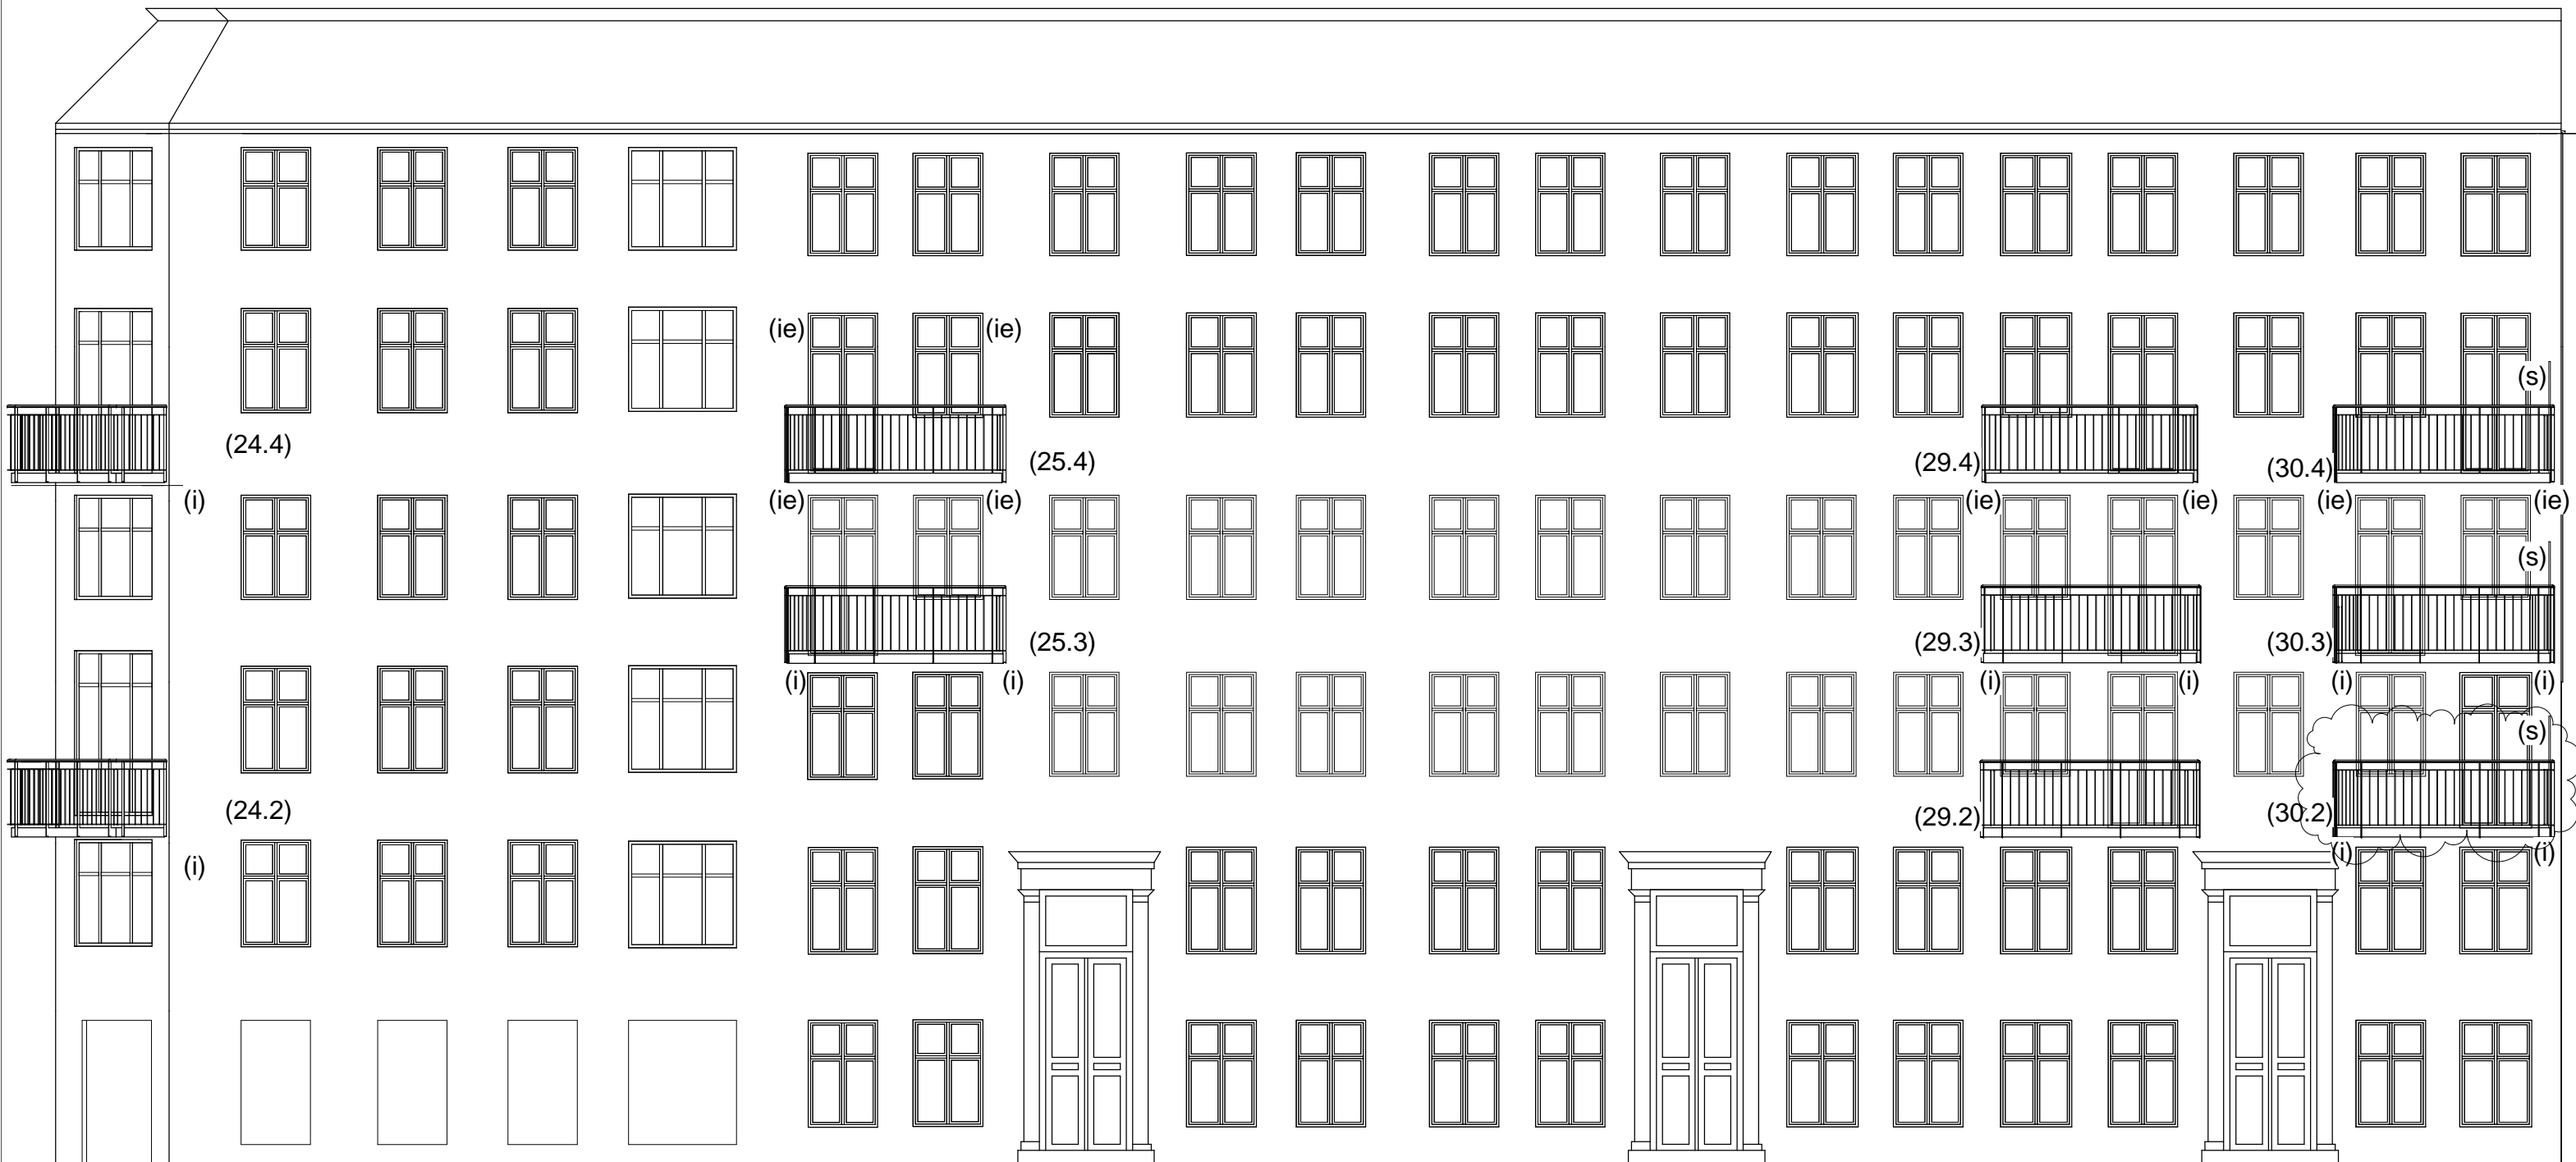 (ie) (ie)
(s)
(24.4) (25.4) (29.4) (30.4)
(i) (ie) (ie) (ie) (ie) (ie) (ie)
(s)
(25.3) (29.3) (30.3)
(i) (i) (i) (i) (i) (i)
(s)
(24.2) (29.2) (30.2)
(i) (i) (i)